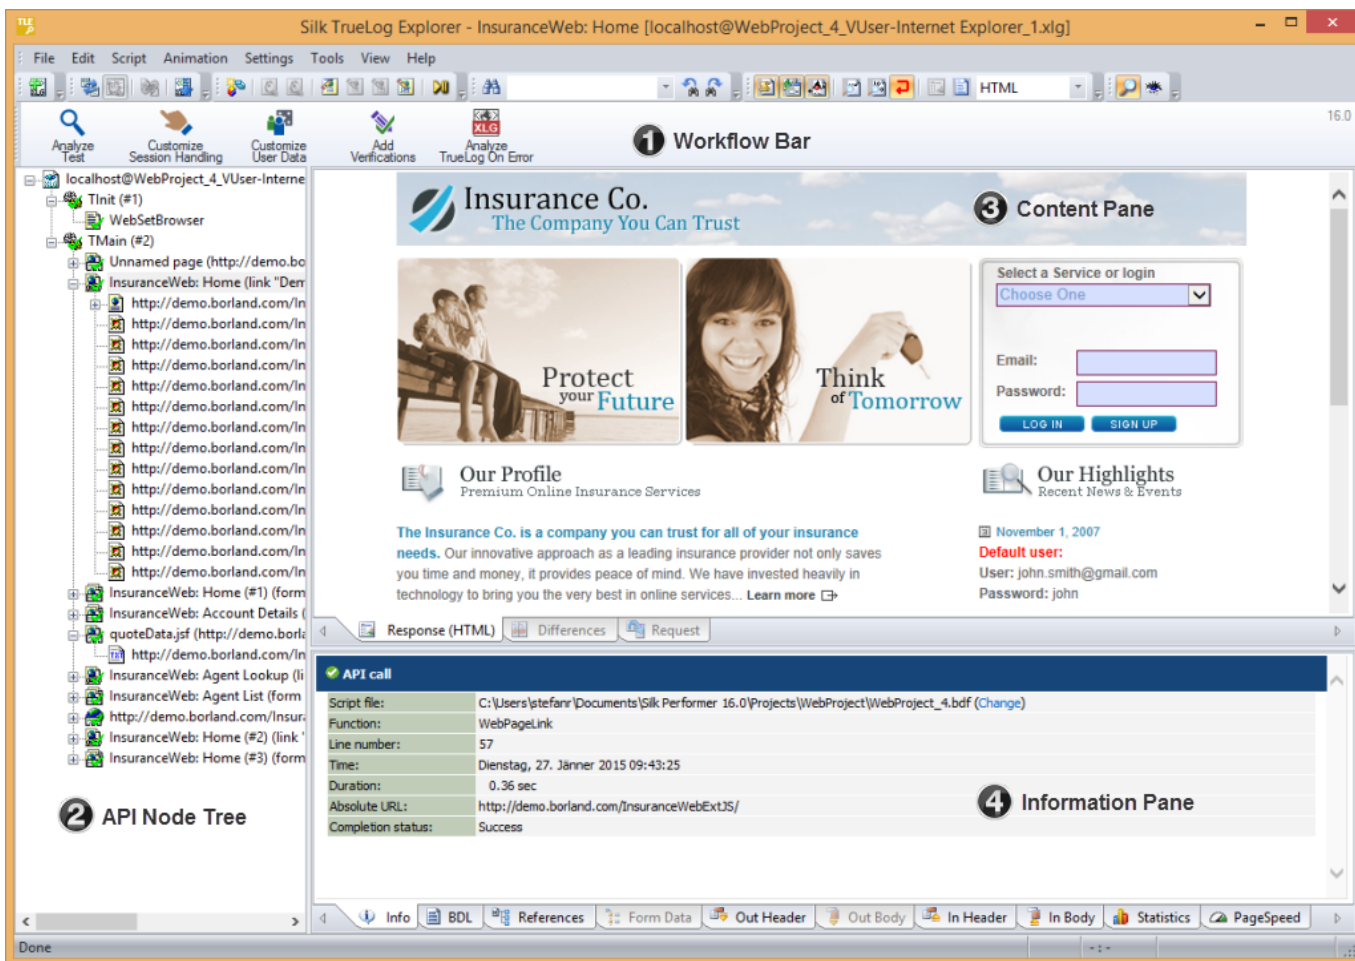 TLE
Silk TrueLog Explorer - InsuranceWeb: Home [localhost@WebProject_4_VUser-Internet Explorer_1.xlg]
File Edit Script Animation Settings Tools View Help
HTML
16.0
Analyze Test
Customize Session Handling
Customize User Data
Add Verifications
XLG
Analyze TrueLog On Error
1 Workflow Bar
localhost@WebProject_4_VUser-Interne
TInit (#1)
WebSetBrowser
TMain (#2)
Unnamed page (http://demo.bo
InsuranceWeb: Home (link "Dem
http://demo.borland.com/In
http://demo.borland.com/In
http://demo.borland.com/In
http://demo.borland.com/In
http://demo.borland.com/In
http://demo.borland.com/In
http://demo.borland.com/In
http://demo.borland.com/In
http://demo.borland.com/In
http://demo.borland.com/In
http://demo.borland.com/In
http://demo.borland.com/In
http://demo.borland.com/In
http://demo.borland.com/In
InsuranceWeb: Home (#1) (form
InsuranceWeb: Account Details (
quoteData.jsf (http://demo.borla
http://demo.borland.com/In
InsuranceWeb: Agent Lookup (li
InsuranceWeb: Agent List (form
http://demo.borland.com/Insur
InsuranceWeb: Home (#2) (link '
InsuranceWeb: Home (#3) (form
2 API Node Tree
Insurance Co.
The Company You Can Trust
3 Content Pane
Protect
your Future
Think
of Tomorrow
Select a Service or login
Choose One
Email:
Password:
LOG IN SIGN UP
Our Profile
Premium Online Insurance Services
The Insurance Co. is a company you can trust for all of your insurance
needs. Our innovative approach as a leading insurance provider not only saves
you time and money, it provides peace of mind. We have invested heavily in
technology to bring you the very best in online services... Learn more
Our Highlights
Recent News & Events
November 1, 2007
Default user:
User: john.smith@gmail.com
Password: john
Response (HTML) Differences Request
API call
Script file: C:\Users\stefanr\Documents\Silk Performer 16.0\Projects\WebProject\WebProject_4.bdf (Change)
Function: WebPageLink
Line number: 57
Time: Dienstag, 27. Jänner 2015 09:43:25
Duration: 0.36 sec
Absolute URL: http://demo.borland.com/InsuranceWebExtJS/
Completion status: Success
4 Information Pane
Info BDL References Form Data Out Header Out Body In Header In Body Statistics PageSpeed
Done
-:-